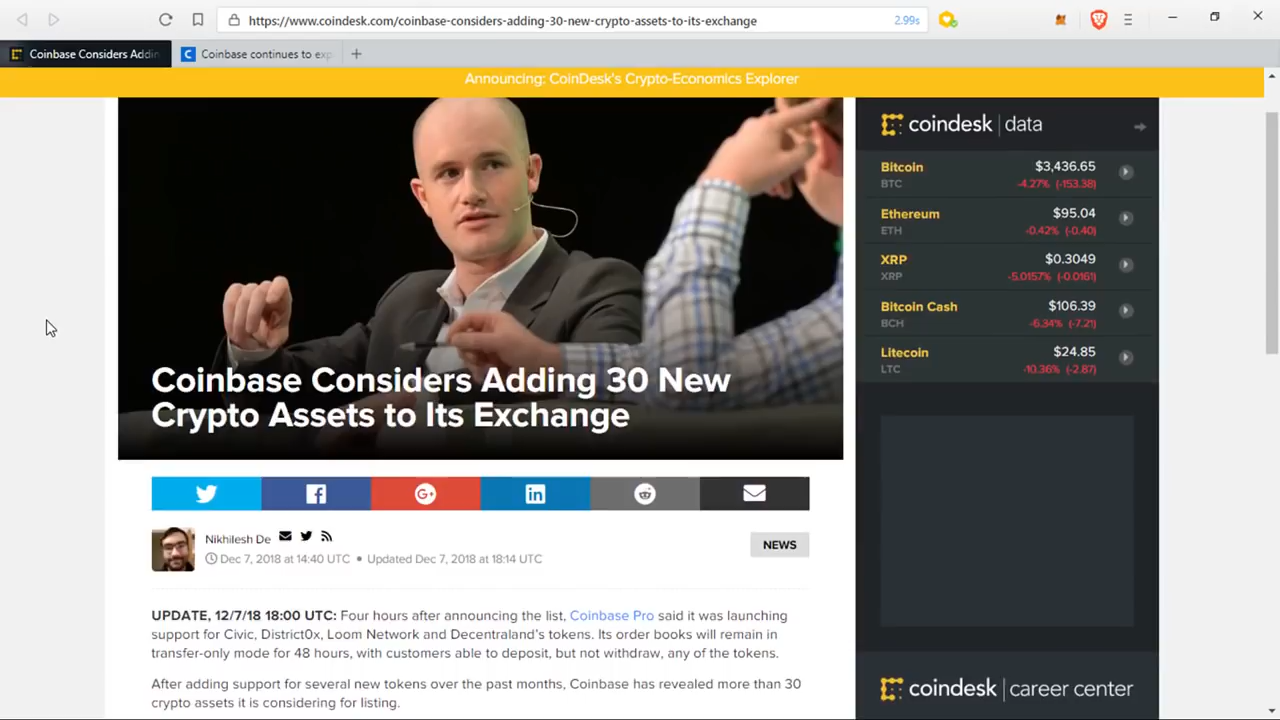 https://www.coindesk.com/coinbase-considers-adding-30-new-crypto-assets-to-its-exchange
2.99s
Coinbase Considers Addin
Coinbase continues to exp
Announcing: CoinDesk's Crypto-Economics Explorer
coindesk | data
Bitcoin $3,436.65
BTC -4.27% (-153.38)
Ethereum $95.04
ETH -0.42% (-0.40)
XRP $0.3049
XRP -5.0157% (-0.0161)
Bitcoin Cash $106.39
BCH -6.34% (-7.21)
Litecoin $24.85
LTC -10.36% (-2.87)
Coinbase Considers Adding 30 New
Crypto Assets to Its Exchange
Nikhilesh De
Dec 7, 2018 at 14:40 UTC • Updated Dec 7, 2018 at 18:14 UTC
NEWS
UPDATE, 12/7/18 18:00 UTC: Four hours after announcing the list, Coinbase Pro said it was launching
support for Civic, District0x, Loom Network and Decentraland's tokens. Its order books will remain in
transfer-only mode for 48 hours, with customers able to deposit, but not withdraw, any of the tokens.
After adding support for several new tokens over the past months, Coinbase has revealed more than 30
crypto assets it is considering for listing.
coindesk | career center